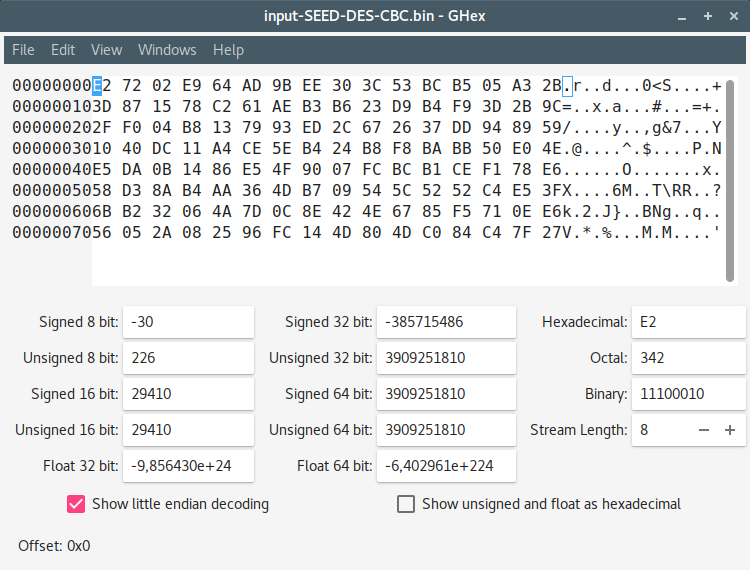 input-SEED-DES-CBC.bin - GHex
File Edit View Windows Help
00000000E2 72 02 E9 64 AD 9B EE 30 3C 53 BC B5 05 A3 2B.r..d...0<S....+
000000103D 87 15 78 C2 61 AE B3 B6 23 D9 B4 F9 3D 2B 9C=..x.a...#...=+.
000000202F F0 04 B8 13 79 93 ED 2C 67 26 37 DD 94 89 59/....y..,g&7...Y
0000003010 40 DC 11 A4 CE 5E B4 24 B8 F8 BA BB 50 E0 4E.@....^.$....P.N
00000040E5 DA 0B 14 86 E5 4F 90 07 FC BC B1 CE F1 78 E6......O.......x.
0000005058 D3 8A B4 AA 36 4D B7 09 54 5C 52 52 C4 E5 3FX....6M..T\RR..?
000000606B B2 32 06 4A 7D 0C 8E 42 4E 67 85 F5 71 0E E6k.2.J}..BNg..q..
0000007056 05 2A 08 25 96 FC 14 4D 80 4D C0 84 C4 7F 27V.*.%...M.M....'
Signed 8 bit: -30 Signed 32 bit: -385715486 Hexadecimal: E2
Unsigned 8 bit: 226 Unsigned 32 bit: 3909251810 Octal: 342
Signed 16 bit: 29410 Signed 64 bit: 3909251810 Binary: 11100010
Unsigned 16 bit: 29410 Unsigned 64 bit: 3909251810 Stream Length: 8 − +
Float 32 bit: -9,856430e+24 Float 64 bit: -6,402961e+224
Show little endian decoding Show unsigned and float as hexadecimal
Offset: 0x0